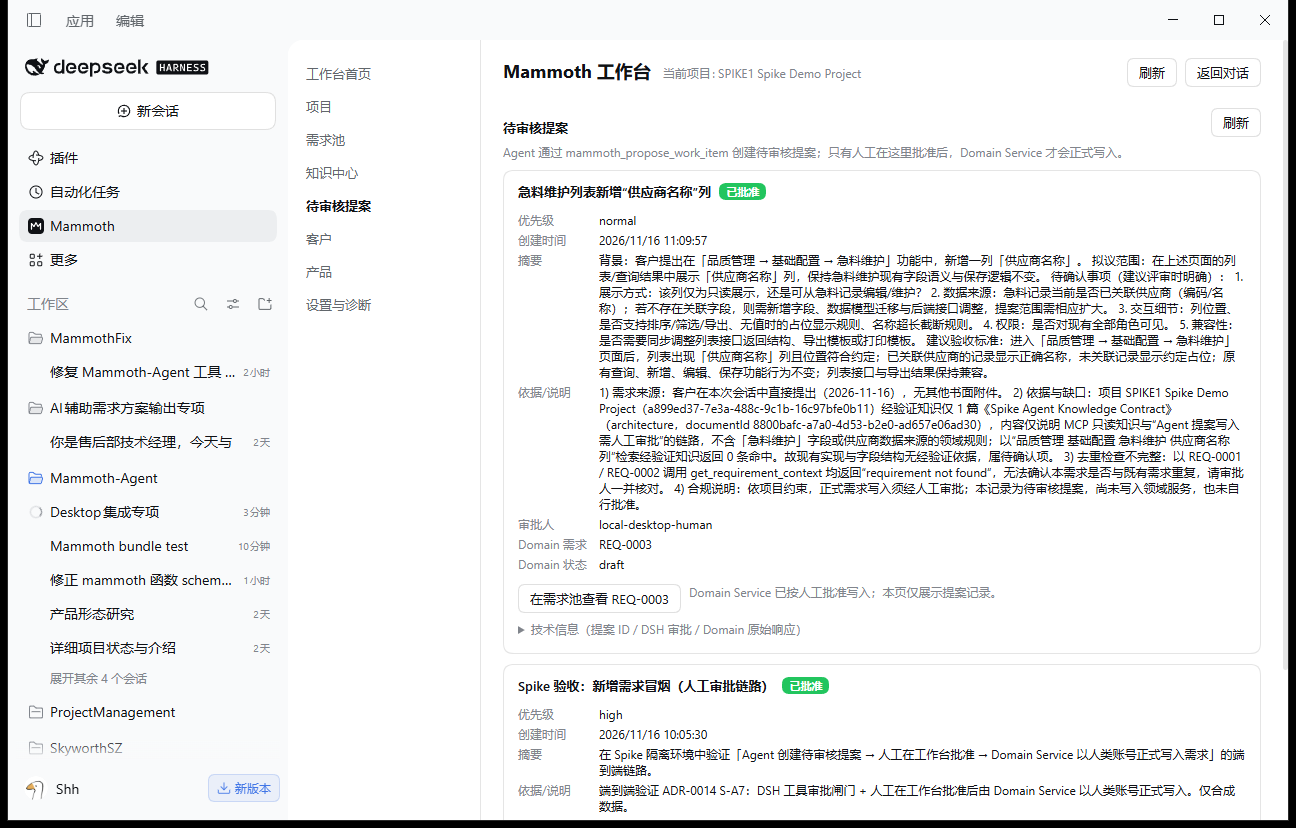 应用 编辑
deepseek HARNESS
新会话
插件
自动化任务
Mammoth
更多
工作区
MammothFix
修复 Mammoth-Agent 工具 ... 2小时
AI辅助需求方案输出专项
你是售后部技术经理，今天与 2天
Mammoth-Agent
Desktop集成专项 3分钟
Mammoth bundle test 10分钟
修正 mammoth 函数 schem... 1小时
产品形态研究 2天
详细项目状态与介绍 2天
展开其余 4 个会话
ProjectManagement
SkyworthSZ
Shh 新版本
工作台首页
项目
需求池
知识中心
待审核提案
客户
产品
设置与诊断
Mammoth 工作台 当前项目: SPIKE1 Spike Demo Project 刷新 返回对话
待审核提案 刷新
Agent 通过 mammoth_propose_work_item 创建待审核提案；只有人工在这里批准后，Domain Service 才会正式写入。
急料维护列表新增“供应商名称”列 已批准
优先级 normal
创建时间 2026/11/16 11:09:57
摘要 背景：客户提出在「品质管理 → 基础配置 → 急料维护」功能中，新增一列「供应商名称」。 拟议范围：在上述页面的列
表/查询结果中展示「供应商名称」列，保持急料维护现有字段语义与保存逻辑不变。 待确认事项（建议评审时明确）： 1.
展示方式：该列仅为只读展示，还是可从急料记录编辑/维护？ 2. 数据来源：急料记录当前是否已关联供应商（编码/名
称）；若不存在关联字段，则需新增字段、数据模型迁移与后端接口调整，提案范围需相应扩大。 3. 交互细节：列位置、
是否支持排序/筛选/导出、无值时的占位显示规则、名称超长截断规则。 4. 权限：是否对现有全部角色可见。 5. 兼容性：
是否需要同步调整列表接口返回结构、导出模板或打印模板。 建议验收标准：进入「品质管理 → 基础配置 → 急料维护」
页面后，列表出现「供应商名称」列且位置符合约定；已关联供应商的记录显示正确名称，未关联记录显示约定占位；原
有查询、新增、编辑、保存功能行为不变；列表接口与导出结果保持兼容。
依据/说明 1) 需求来源：客户在本次会话中直接提出（2026-11-16），无其他书面附件。 2) 依据与缺口：项目 SPIKE1 Spike Demo
Project（a899ed37-7e3a-488c-9c1b-16c97bfe0b11）经验证知识仅 1 篇《Spike Agent Knowledge Contract》
（architecture，documentId 8800bafc-a7a0-4d53-b2e0-ad657e06ad30），内容仅说明 MCP 只读知识与“Agent 提案写入
需人工审批”的链路，不含「急料维护」字段或供应商数据来源的领域规则；以“品质管理 基础配置 急料维护 供应商名称
列”检索经验证知识返回 0 条命中。故现有实现与字段结构无经验证依据，属待确认项。 3) 去重检查不完整：以 REQ-0001
/ REQ-0002 调用 get_requirement_context 均返回“requirement not found”，无法确认本需求是否与既有需求重复，请审批
人一并核对。 4) 合规说明：依项目约束，正式需求写入须经人工审批；本记录为待审核提案，尚未写入领域服务，也未自
行批准。
审批人 local-desktop-human
Domain 需求 REQ-0003
Domain 状态 draft
在需求池查看 REQ-0003 Domain Service 已按人工批准写入；本页仅展示提案记录。
技术信息（提案 ID / DSH 审批 / Domain 原始响应）
Spike 验收：新增需求冒烟（人工审批链路） 已批准
优先级 high
创建时间 2026/11/16 10:05:30
摘要 在 Spike 隔离环境中验证「Agent 创建待审核提案 → 人工在工作台批准 → Domain Service 以人类账号正式写入需求」的端
到端链路。
依据/说明 端到端验证 ADR-0014 S-A7：DSH 工具审批闸门 + 人工在工作台批准后由 Domain Service 以人类账号正式写入。仅合成
数据。